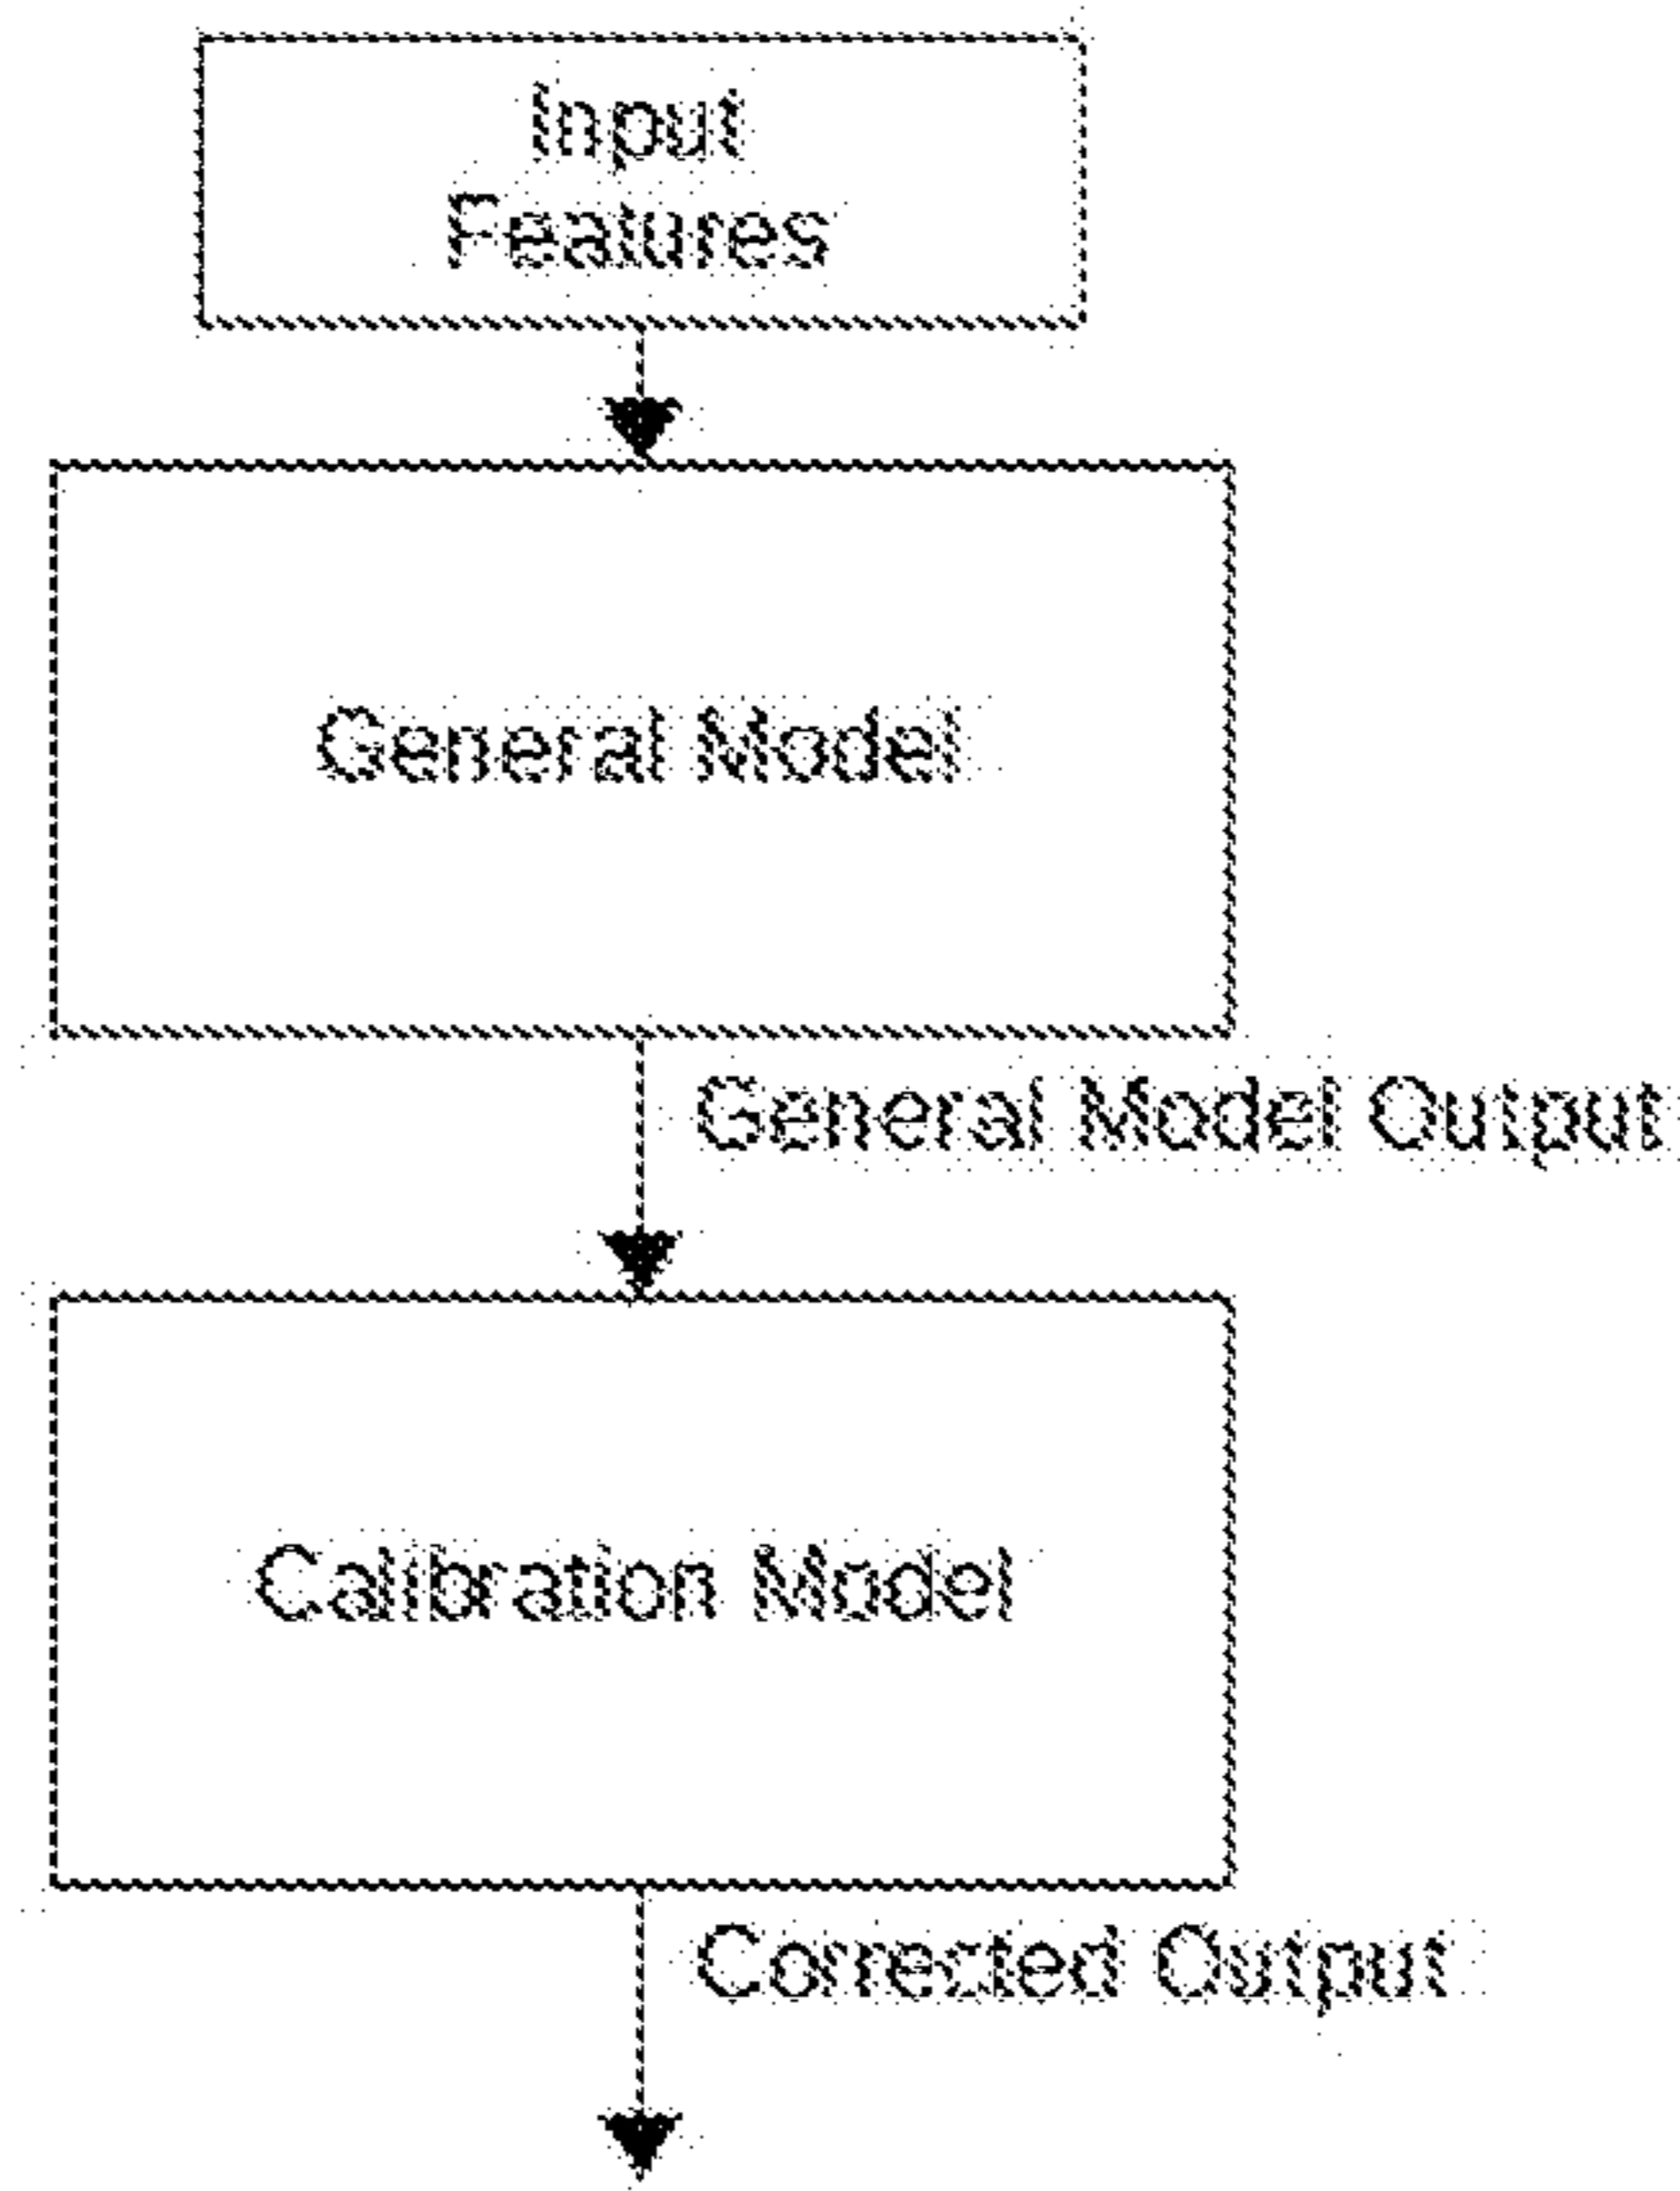 Input
Features
General Model
General Model Output
Calibration Model
Corrected Output